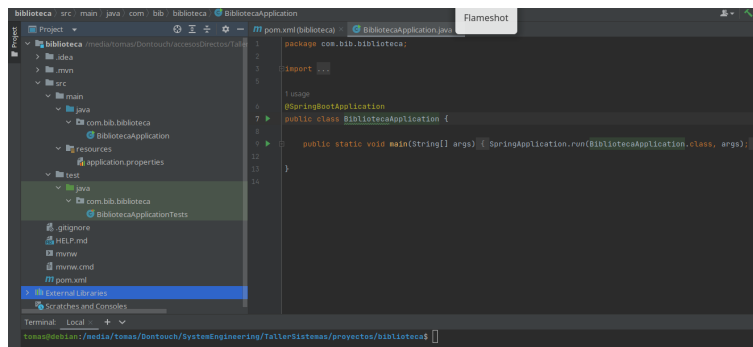 biblioteca src main java com bib biblioteca BibliotecaApplication
Flameshot
Project
Project
pom.xml (biblioteca)
BibliotecaApplication.java
biblioteca /media/tomas/Dontouch/accesosDirectos/Talle
.idea
.mvn
src
main
java
com.bib.biblioteca
BibliotecaApplication
resources
application.properties
test
java
com.bib.biblioteca
BibliotecaApplicationTests
.gitignore
HELP.md
mvnw
mvnw.cmd
pom.xml
External Libraries
Scratches and Consoles
1 package com.bib.biblioteca;
2
3 import ...
5
1 usage
6 @SpringBootApplication
7 public class BibliotecaApplication {
8
9 public static void main(String[] args) { SpringApplication.run(BibliotecaApplication.class, args);
12
13 }
14
Terminal: Local
tomas@debian:/media/tomas/Dontouch/SystemEngineering/TallerSistemas/proyectos/biblioteca$